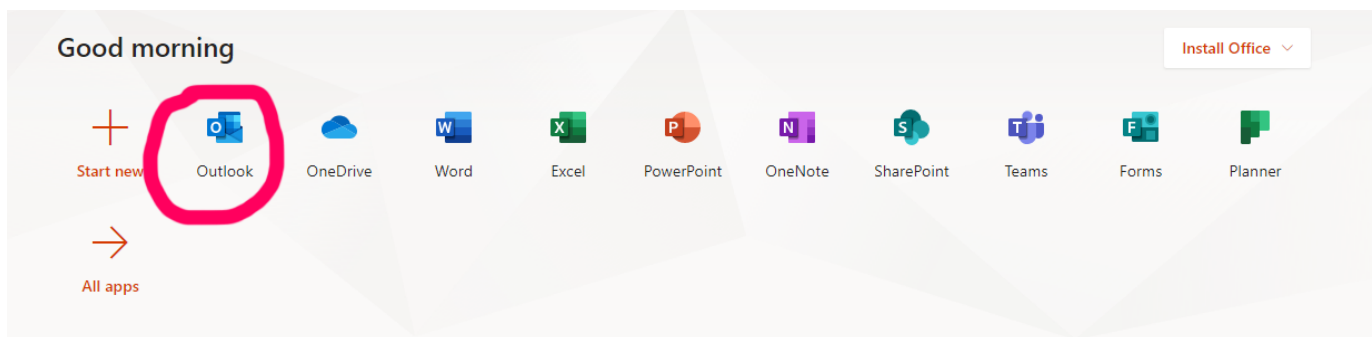 Good morning
Install Office
Start new
Outlook
OneDrive
Word
Excel
PowerPoint
OneNote
SharePoint
Teams
Forms
Planner
All apps